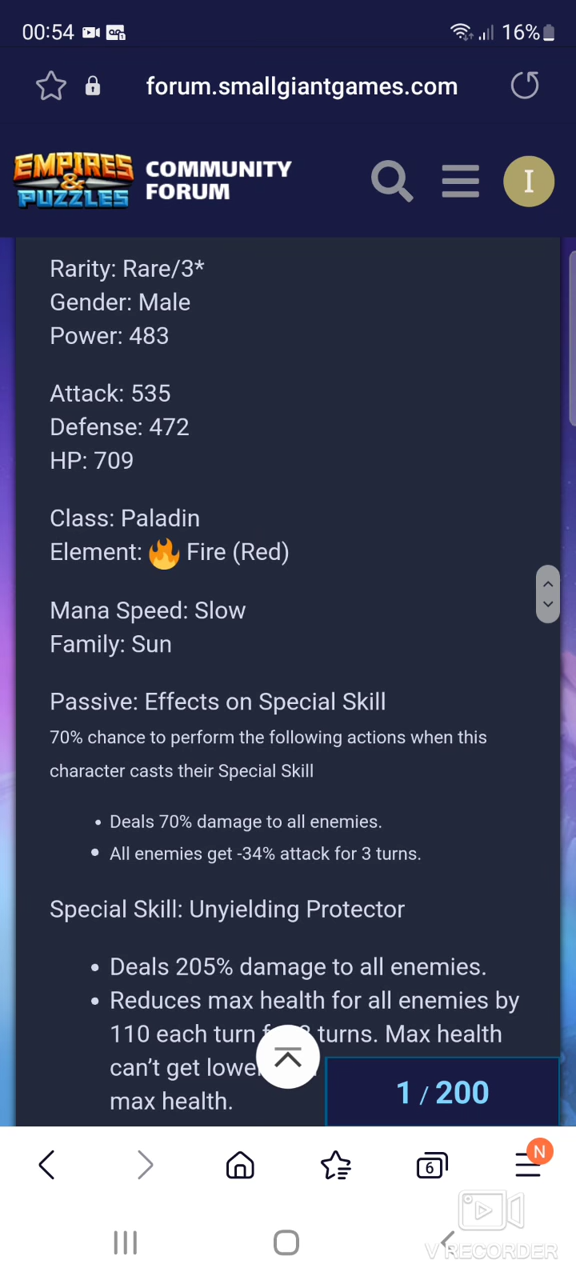 00:54
16%
forum.smallgiantgames.com
EMPIRES & PUZZLES
COMMUNITY FORUM
I
Rarity: Rare/3*
Gender: Male
Power: 483
Attack: 535
Defense: 472
HP: 709
Class: Paladin
Element: 🔥 Fire (Red)
Mana Speed: Slow
Family: Sun
Passive: Effects on Special Skill
70% chance to perform the following actions when this
character casts their Special Skill
• Deals 70% damage to all enemies.
• All enemies get -34% attack for 3 turns.
Special Skill: Unyielding Protector
• Deals 205% damage to all enemies.
• Reduces max health for all enemies by
110 each turn turns. Max health
can't get
max health.
1 / 200
6
N
V RECORDER